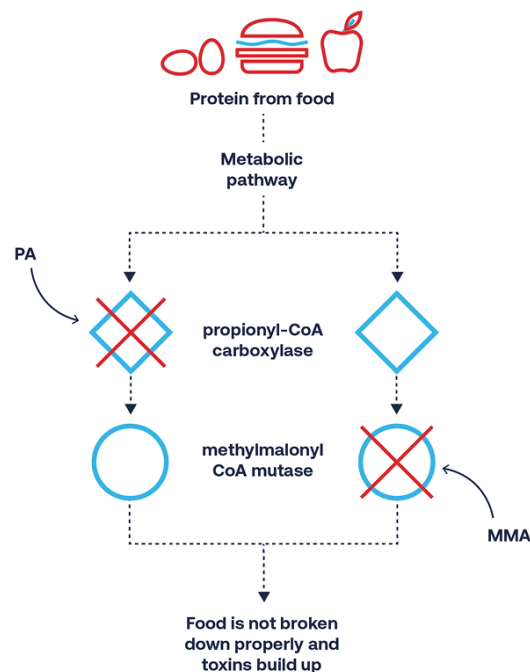 Protein from food
Metabolic
pathway
PA
propionyl-CoA
carboxylase
methylmalonyl
CoA mutase
MMA
Food is not broken
down properly and
toxins build up